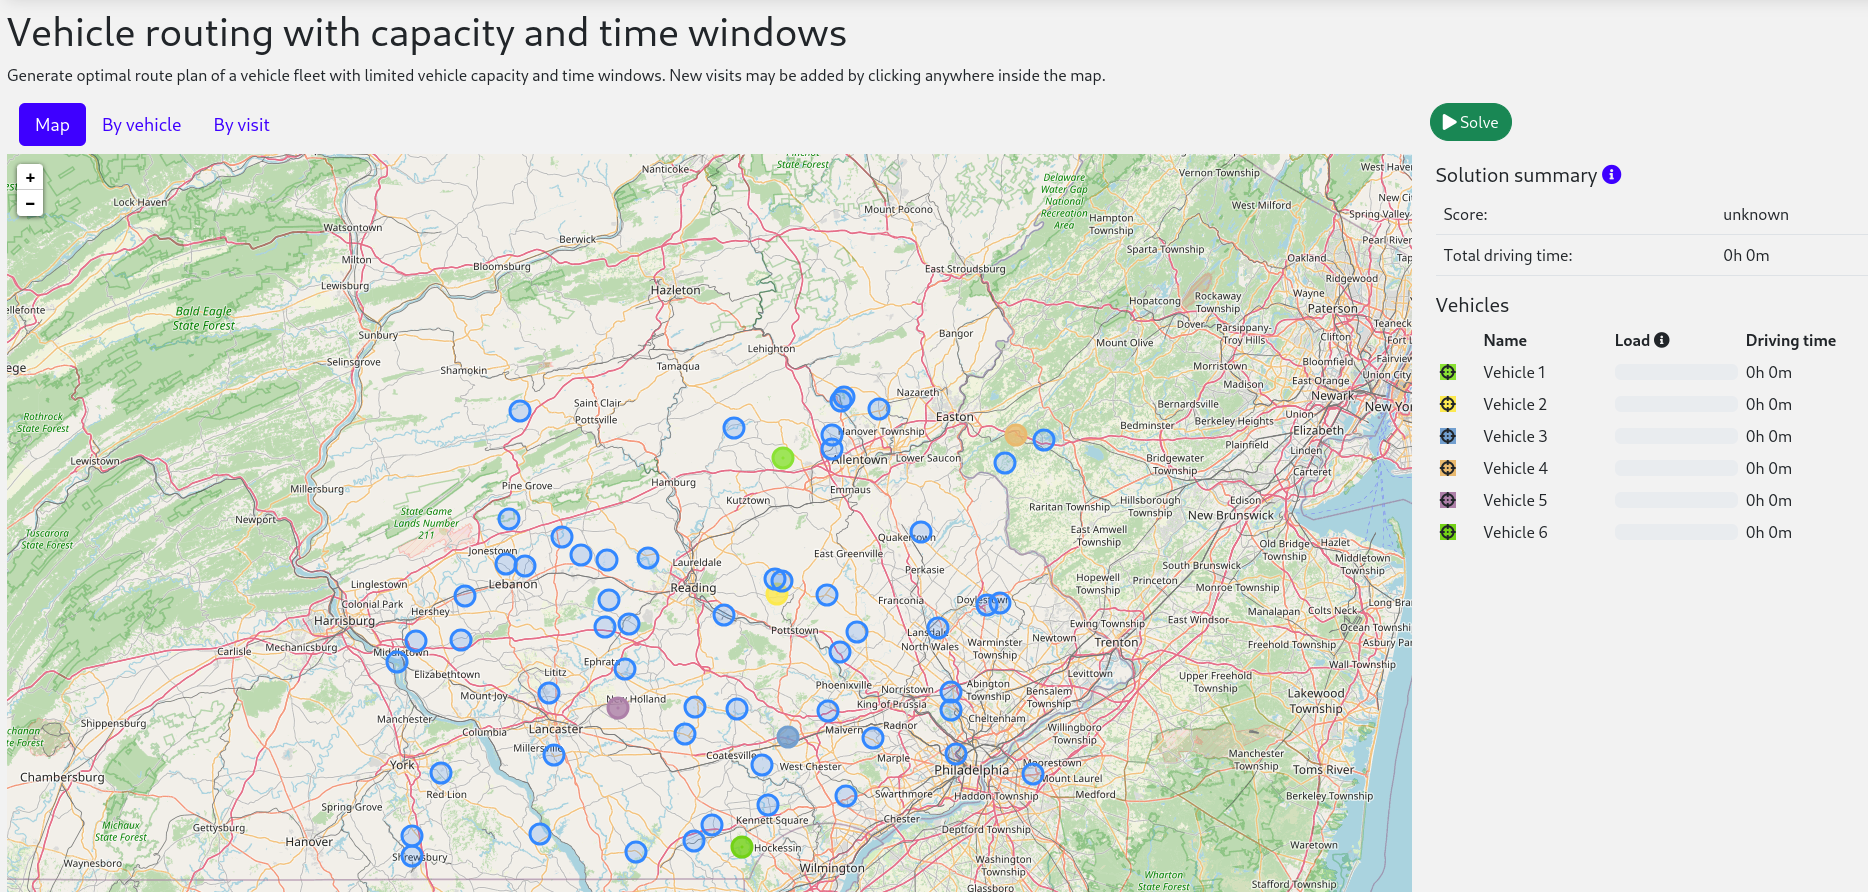 Vehicle routing with capacity and time windows
Generate optimal route plan of a vehicle fleet with limited vehicle capacity and time windows. New visits may be added by clicking anywhere inside the map.
Map
By vehicle
By visit
Solve
Solution summary
Score: unknown
Total driving time: 0h 0m
Vehicles
Name Load Driving time
Vehicle 1 0h 0m
Vehicle 2 0h 0m
Vehicle 3 0h 0m
Vehicle 4 0h 0m
Vehicle 5 0h 0m
Vehicle 6 0h 0m
+
−
State Forest
Nanticoke
Delaware
Water Gap
National
Recreation
Area
Vernon Township
West Haven
Lock Haven
Mount Pocono
West Milford
New Ci
Spring Valley
Watsontown
Hampton
Township
Pearl River
Berwick
Sparta Township
Oakland
Milton
Bloomsburg
East Stroudsburg
Ridgewood
Lewisburg
Hazleton
Hopatcong
Rockaway
Township
Wayne
Paterson
ellefonte
Bald Eagle
State Forest
Sunbury
Bangor
Dover
Parsippany-
Troy Hills
Teaneck
Clifton
Fort L
Lehighton
Mount Olive
Bloomfield
Selinsgrove
Shamokin
Tamaqua
Morristown
Union City
East Orange
Madison
Newark
Nazareth
Saint Clair
Pottsville
Easton
Bernardsville
New Yo
Rothrock
State Forest
Hanover Township
Bedminster
Union
Berkeley Heights
Elizabeth
Plainfield
Linden
Lewistown
Allentown
Lower Saucon
Bridgewater
Township
Carteret
Millersburg
Pine Grove
Hamburg
Emmaus
Kutztown
Hillsborough
Township
Edison
Raritan Township
New Brunswick
State Game
Lands Number
211
Newport
Tuscarora
State Forest
East Amwell
Township
Quakertown
Old Bridge
Township
Hazlet
Jonestown
East Greenville
Middletown
Township
Laureldale
Perkasie
South Brunswick
Lebanon
Reading
Hopewell
Township
Princeton
Monroe Township
Linglestown
Colonial Park
Hershey
Franconia
Doylestown
Manalapan
Colts Neck
Long Bran
Harrisburg
Pottstown
Ewing Township
East Windsor
Ocean Township
Lansdale
North Wales
Newtown
Trenton
Freehold Township
Asbury Par
Carlisle
Mechanicsburg
Middletown
Warminster
Township
Howell
Township
Wall Township
Ephrata
Elizabethtown
Lititz
Levittown
Upper Freehold
Township
Mount Joy
New Holland
Phoenixville
Norristown
King of Prussia
Abington
Township
Bensalem
Township
Lakewood
Township
Shippensburg
Manchester
Columbia
Lancaster
Malvern
Radnor
Cheltenham
Willingboro
Township
Millersville
Coatesville
Marple
Manchester
Township
York
West Chester
Philadelphia
Moorestown
Toms River
Chambersburg
Mount Laurel
Red Lion
Swarthmore
Haddon Township
Medford
Berkeley Township
Spring Grove
Kennett Square
Chester
Michaux
State Forest
Gettysburg
Deptford Township
Hanover
Shrewsbury
Hockessin
Waretown
Waynesboro
Wilmington
Washington
Township
Glassboro
Wharton
State Forest
Stafford Township